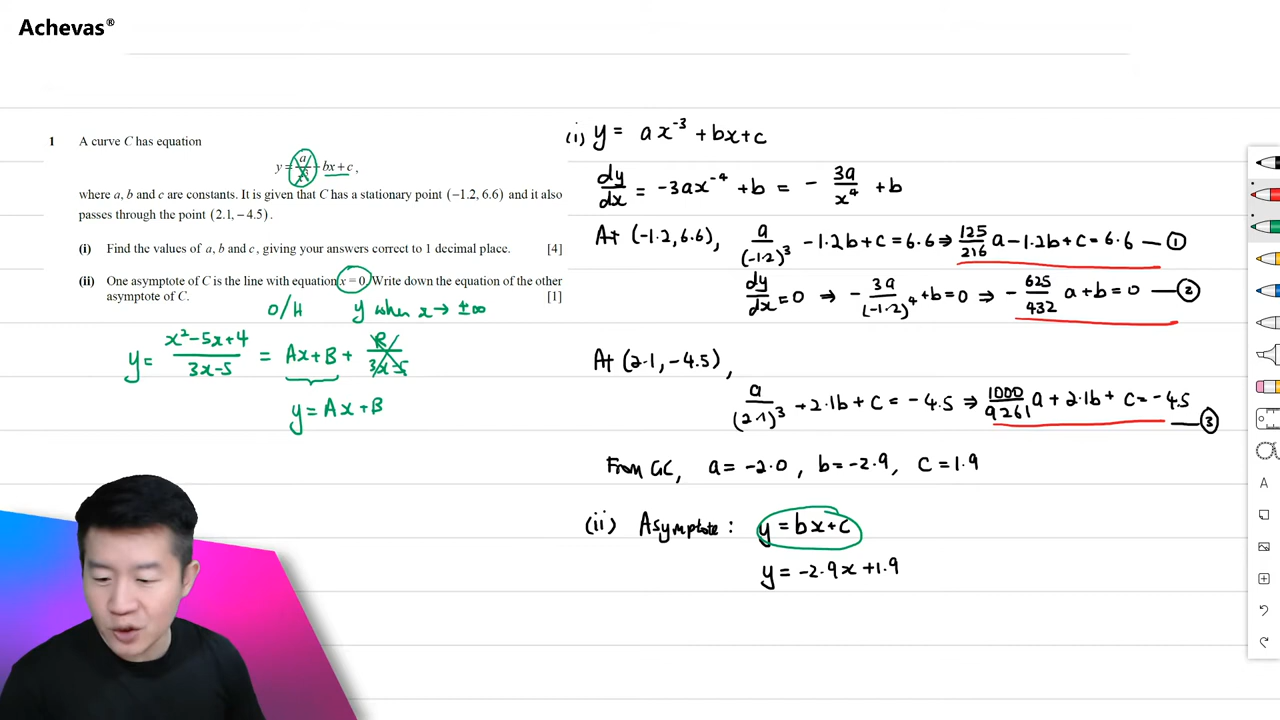 Achevas®
1 A curve C has equation
y = a/x³ + bx + c,
where a, b and c are constants. It is given that C has a stationary point (−1.2, 6.6) and it also
passes through the point (2.1, −4.5).
(i) Find the values of a, b and c, giving your answers correct to 1 decimal place. [4]
(ii) One asymptote of C is the line with equation x = 0. Write down the equation of the other
asymptote of C. [1]
O/H y when x → ±∞
y = (x² − 5x + 4)/(3x − 5) = Ax + B + R/(3x − 5)
y = Ax + B
(i) y = ax⁻³ + bx + c
dy/dx = −3ax⁻⁴ + b = − 3a/x⁴ + b
At (−1.2, 6.6), a/(−1.2)³ − 1.2b + c = 6.6 ⇒ 125/216 a − 1.2b + c = 6.6 — ①
dy/dx = 0 ⇒ − 3a/(−1.2)⁴ + b = 0 ⇒ − 625/432 a + b = 0 — ②
At (2.1, −4.5),
a/(2.1)³ + 2.1b + c = −4.5 ⇒ 1000/9261 a + 2.1b + c = −4.5 — ③
From GC, a = −2.0, b = −2.9, c = 1.9
(ii) Asymptote: y = bx + c
y = −2.9x + 1.9
A